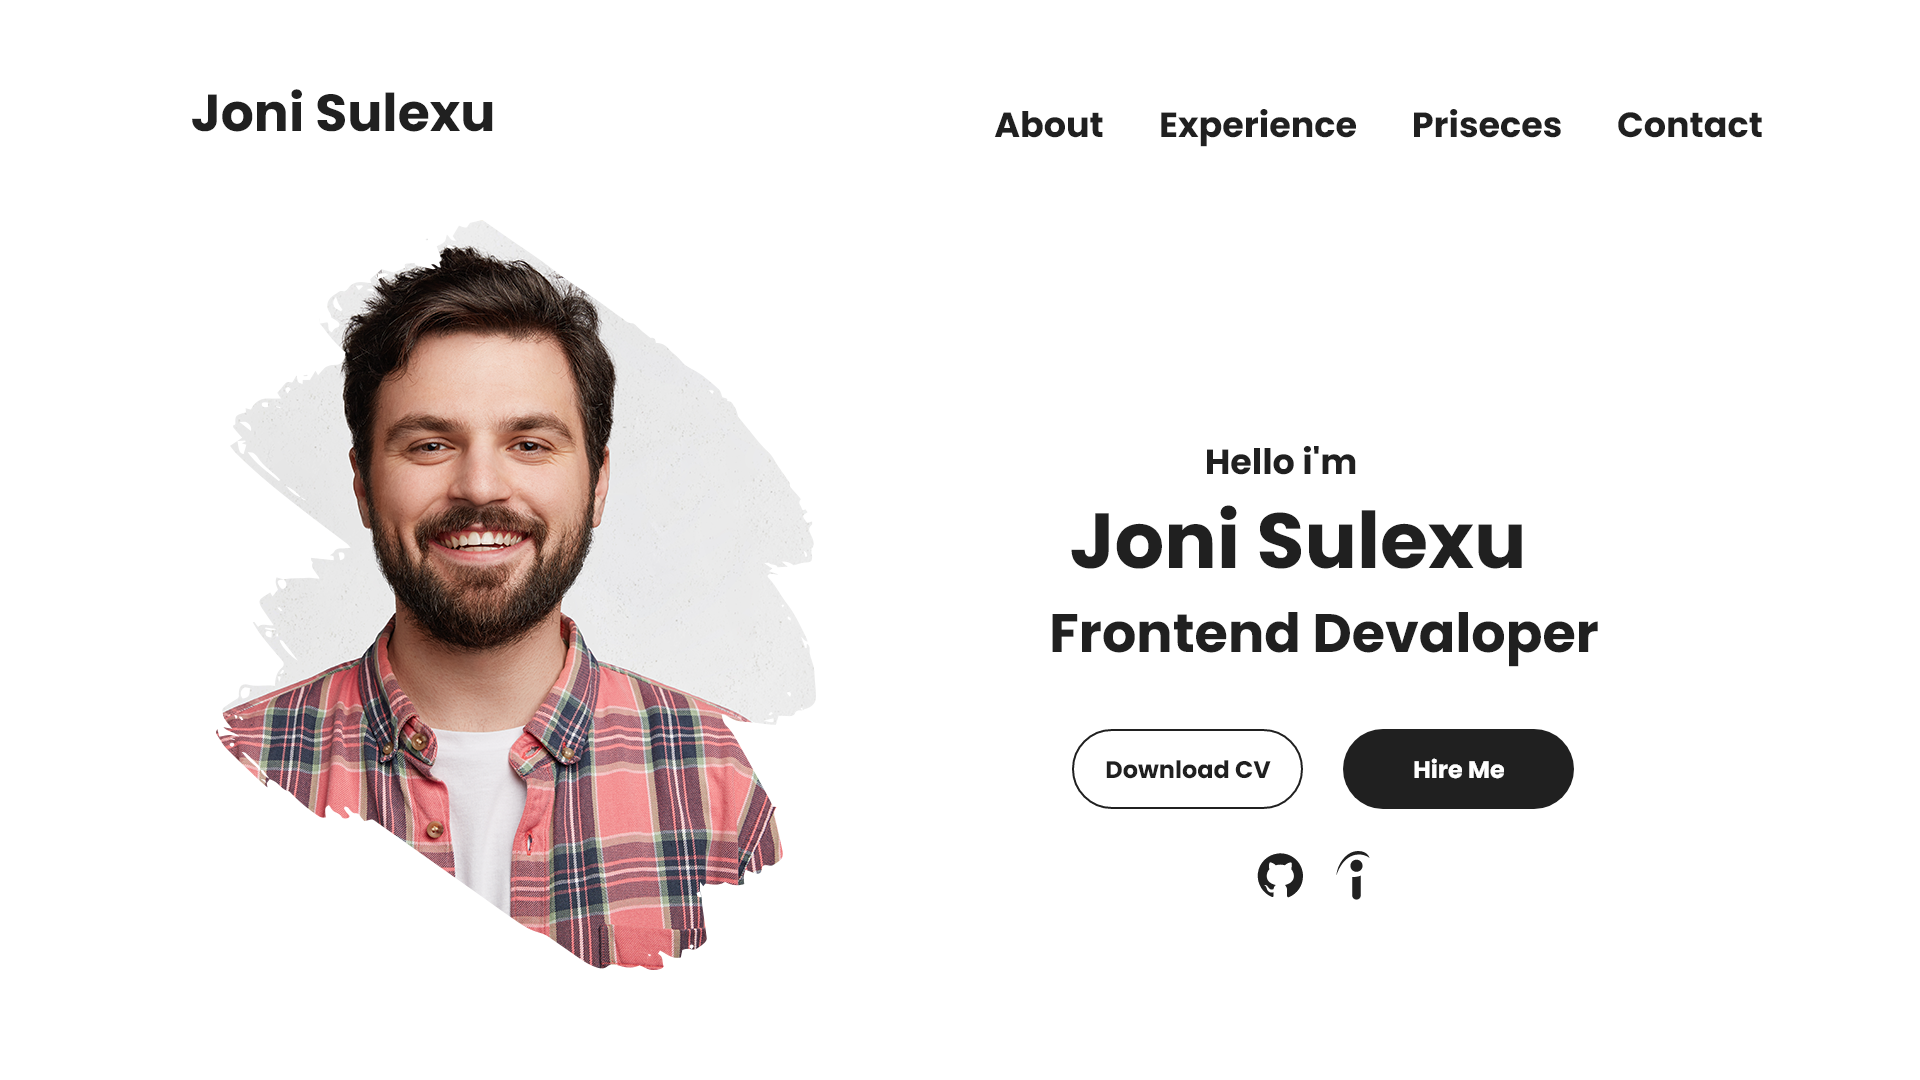 Joni Sulexu
About Experience Priseces Contact
Hello i'm
Joni Sulexu
Frontend Devaloper
Download CV Hire Me